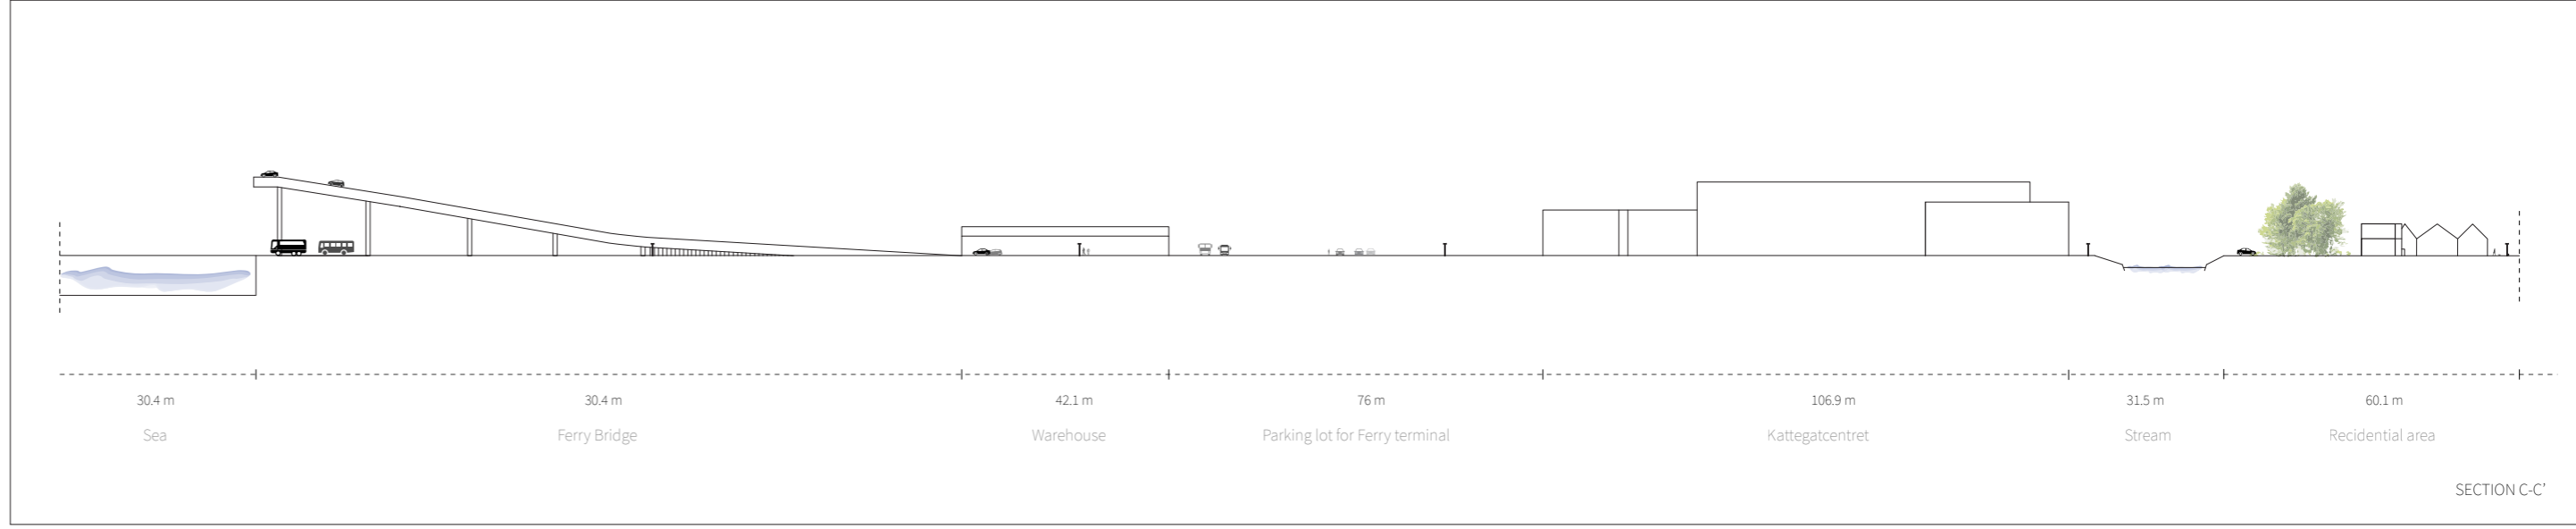 30.4 m 30.4 m 42.1 m 76 m 106.9 m 31.5 m 60.1 m
Sea Ferry Bridge Warehouse Parking lot for Ferry terminal Kattegatcentret Stream Recidential area
SECTION C-C'